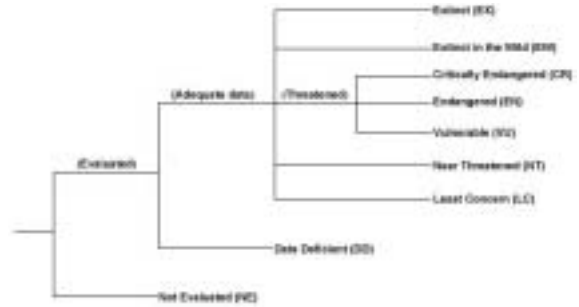 Extinct (EX)
Extinct in the Wild (EW)
Critically Endangered (CR)
(Adequate data)
(Threatened)
Endangered (EN)
Vulnerable (VU)
(Evaluated)
Near Threatened (NT)
Least Concern (LC)
Data Deficient (DD)
Not Evaluated (NE)